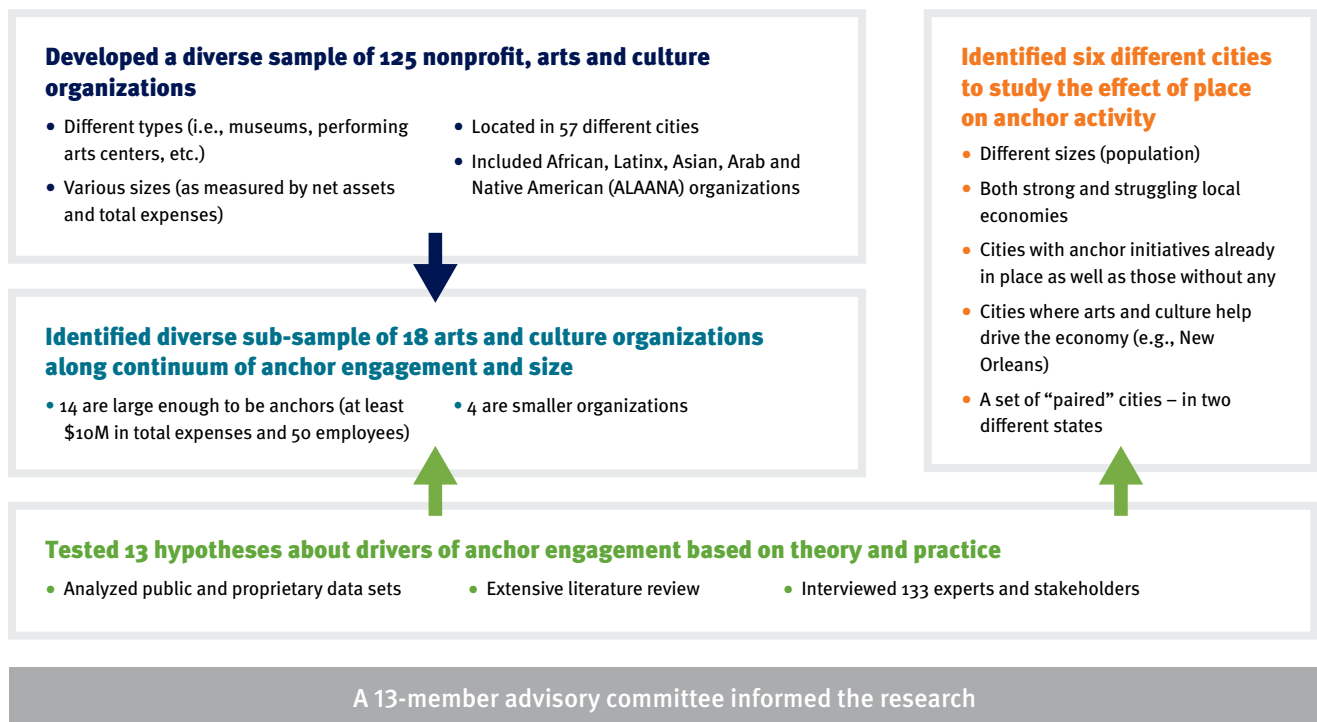 Developed a diverse sample of 125 nonprofit, arts and culture
organizations
• Different types (i.e., museums, performing
arts centers, etc.)
• Various sizes (as measured by net assets
and total expenses)
• Located in 57 different cities
• Included African, Latinx, Asian, Arab and
Native American (ALAANA) organizations
Identified diverse sub-sample of 18 arts and culture organizations
along continuum of anchor engagement and size
• 14 are large enough to be anchors (at least
$10M in total expenses and 50 employees)
• 4 are smaller organizations
Identified six different cities
to study the effect of place
on anchor activity
• Different sizes (population)
• Both strong and struggling local
economies
• Cities with anchor initiatives already
in place as well as those without any
• Cities where arts and culture help
drive the economy (e.g., New
Orleans)
• A set of “paired” cities – in two
different states
Tested 13 hypotheses about drivers of anchor engagement based on theory and practice
• Analyzed public and proprietary data sets
• Extensive literature review
• Interviewed 133 experts and stakeholders
A 13-member advisory committee informed the research